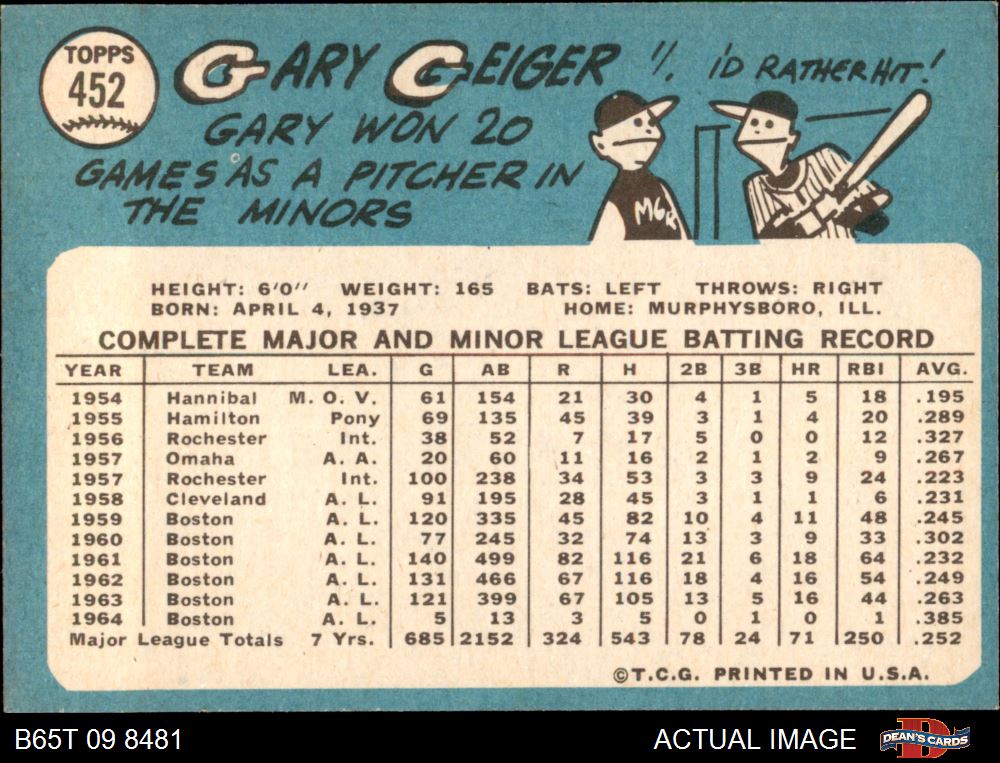 TOPPS
452
GARY GEIGER
I'D RATHER HIT!
GARY WON 20
GAMES AS A PITCHER IN
THE MINORS
MGR
HEIGHT: 6'0" WEIGHT: 165 BATS: LEFT THROWS: RIGHT
BORN: APRIL 4, 1937 HOME: MURPHYSBORO, ILL.
COMPLETE MAJOR AND MINOR LEAGUE BATTING RECORD
YEAR TEAM LEA. G AB R H 2B 3B HR RBI AVG.
1954 Hannibal M. O. V. 61 154 21 30 4 1 5 18 .195
1955 Hamilton Pony 69 135 45 39 3 1 4 20 .289
1956 Rochester Int. 38 52 7 17 5 0 0 12 .327
1957 Omaha A. A. 20 60 11 16 2 1 2 9 .267
1957 Rochester Int. 100 238 34 53 3 3 9 24 .223
1958 Cleveland A. L. 91 195 28 45 3 1 1 6 .231
1959 Boston A. L. 120 335 45 82 10 4 11 48 .245
1960 Boston A. L. 77 245 32 74 13 3 9 33 .302
1961 Boston A. L. 140 499 82 116 21 6 18 64 .232
1962 Boston A. L. 131 466 67 116 18 4 16 54 .249
1963 Boston A. L. 121 399 67 105 13 5 16 44 .263
1964 Boston A. L. 5 13 3 5 0 1 0 1 .385
Major League Totals 7 Yrs. 685 2152 324 543 78 24 71 250 .252
©T.C.G. PRINTED IN U.S.A.
B65T 09 8481 ACTUAL IMAGE
DEAN'S CARDS